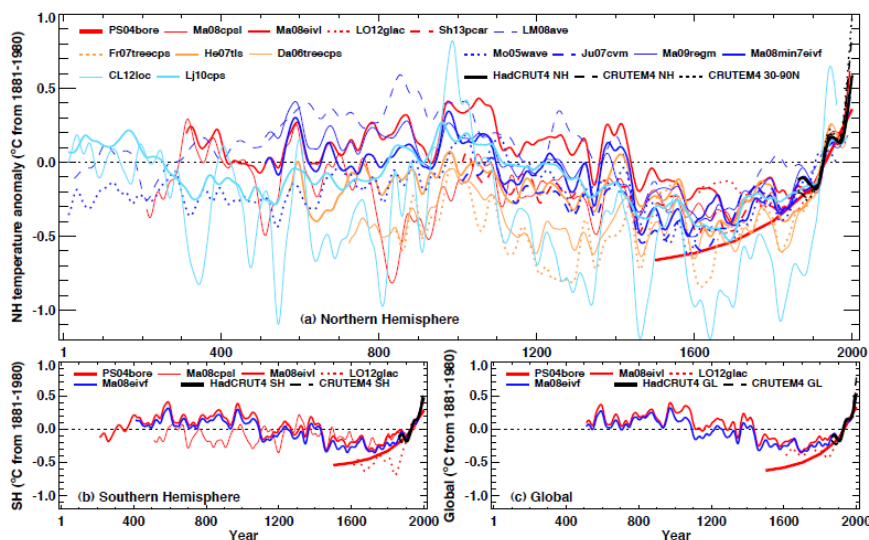 PS04bore Ma08cpsl Ma08eivl LO12glac Sh13pcar LM08ave
Fr07treecps He07tls Da06treecps Mo05wave Ju07cvm Ma09regm Ma08min7eivf
CL12loc Lj10cps HadCRUT4 NH CRUTEM4 NH CRUTEM4 30-90N
NH temperature anomaly (°C from 1881-1980)
1.0
0.5
0.0
-0.5
-1.0
(a) Northern Hemisphere
1 400 800 1200 1600 2000
PS04bore Ma08cpsl Ma08eivl LO12glac
Ma08eivf HadCRUT4 SH CRUTEM4 SH
SH (°C from 1881-1980)
1.0
0.5
0.0
-0.5
-1.0
(b) Southern Hemisphere
1 400 800 1200 1600 2000
Year
PS04bore Ma08eivl LO12glac
Ma08eivf HadCRUT4 GL CRUTEM4 GL
Global (°C from 1881-1980)
1.0
0.5
0.0
-0.5
-1.0
(c) Global
1 400 800 1200 1600 2000
Year